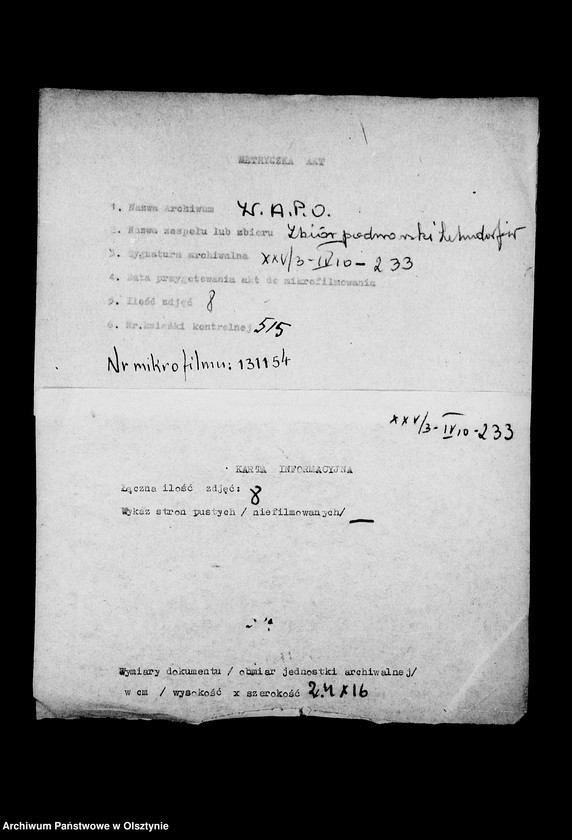 METRYCZKA AKT
1. Nazwa Archiwum W.A.P.O.
2. Nazwa zespołu lub zbioru Zbiór podworski Lehndorfów
3. Sygnatura archiwalna XXV/3-IV10-233
4. Data przygotowania akt do mikrofilmowania
5. Ilość zdjęć 8
6. Nr.książki kontrolnej 515
Nr mikrofilmu: 131154
XXV/3-IV10-233
KARTA INFORMACYJNA
Łączna ilość zdjęć: 8
Wykaz stron pustych / niefilmowanych/ —
Wymiary dokumentu / obmiar jednostki archiwalnej/
w cm / wysokość x szerokość 24x16
Archiwum Państwowe w Olsztynie